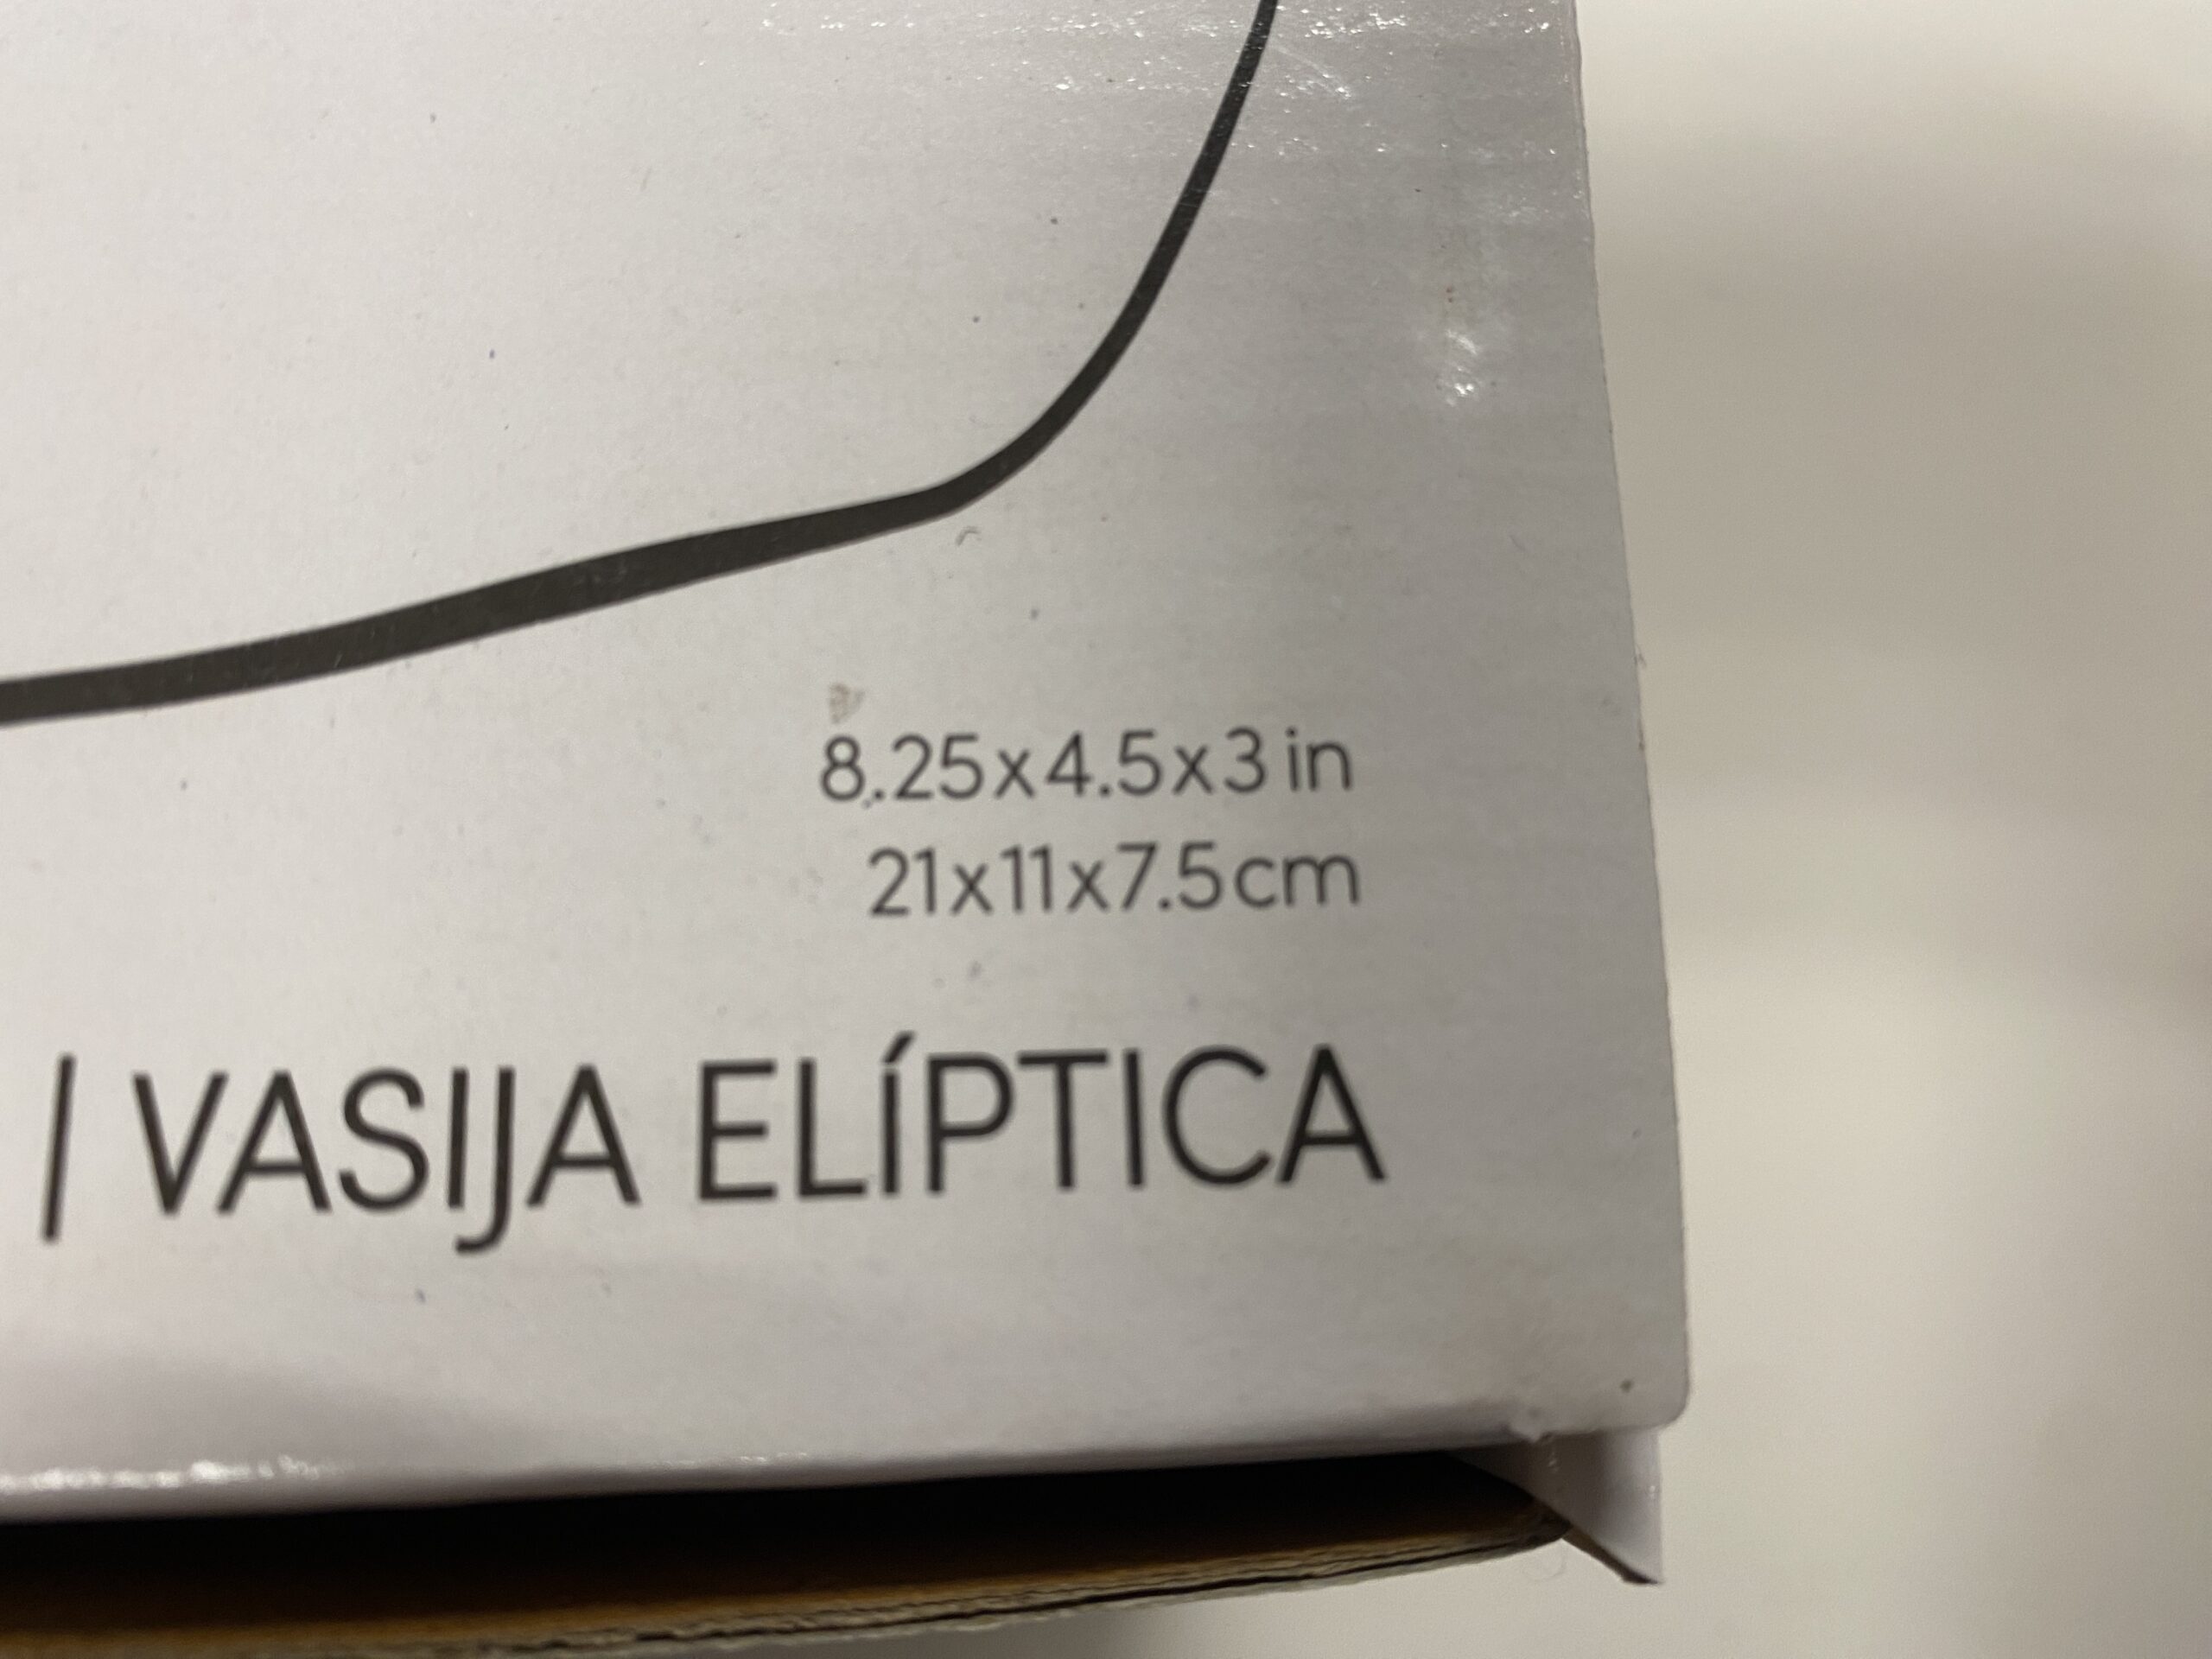 8.25x4.5x3 in
21x11x7.5cm
| VASIJA ELÍPTICA